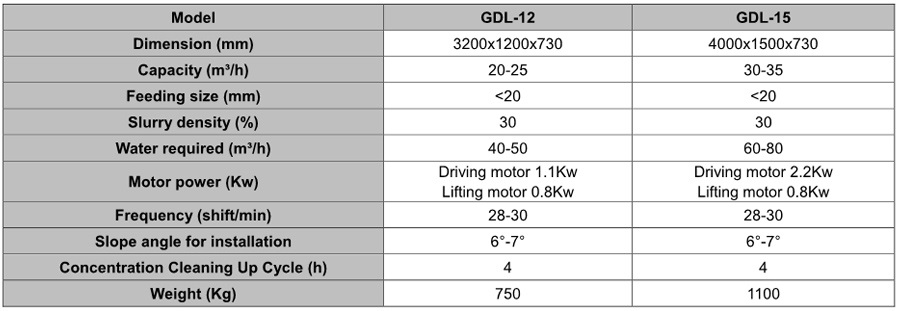 Model GDL-12 GDL-15
Dimension (mm) 3200x1200x730 4000x1500x730
Capacity (m³/h) 20-25 30-35
Feeding size (mm) <20 <20
Slurry density (%) 30 30
Water required (m³/h) 40-50 60-80
Motor power (Kw) Driving motor 1.1Kw Driving motor 2.2Kw
Lifting motor 0.8Kw Lifting motor 0.8Kw
Frequency (shift/min) 28-30 28-30
Slope angle for installation 6°-7° 6°-7°
Concentration Cleaning Up Cycle (h) 4 4
Weight (Kg) 750 1100